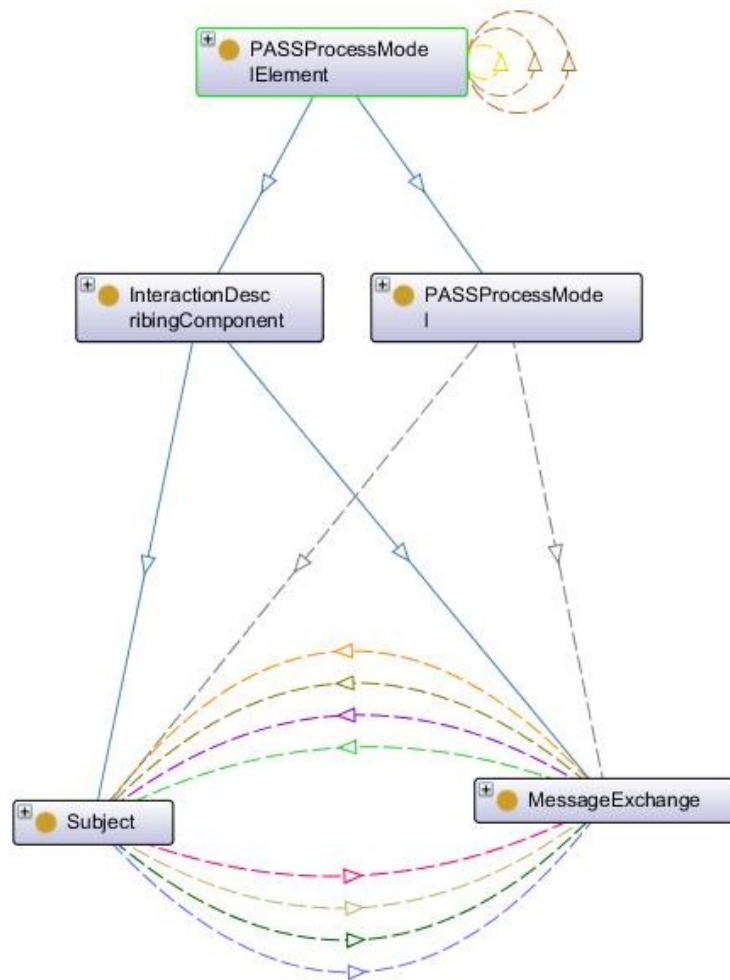 PASSProcessMode
lElement
InteractionDesc
ribingComponent
PASSProcessMode
l
Subject
MessageExchange